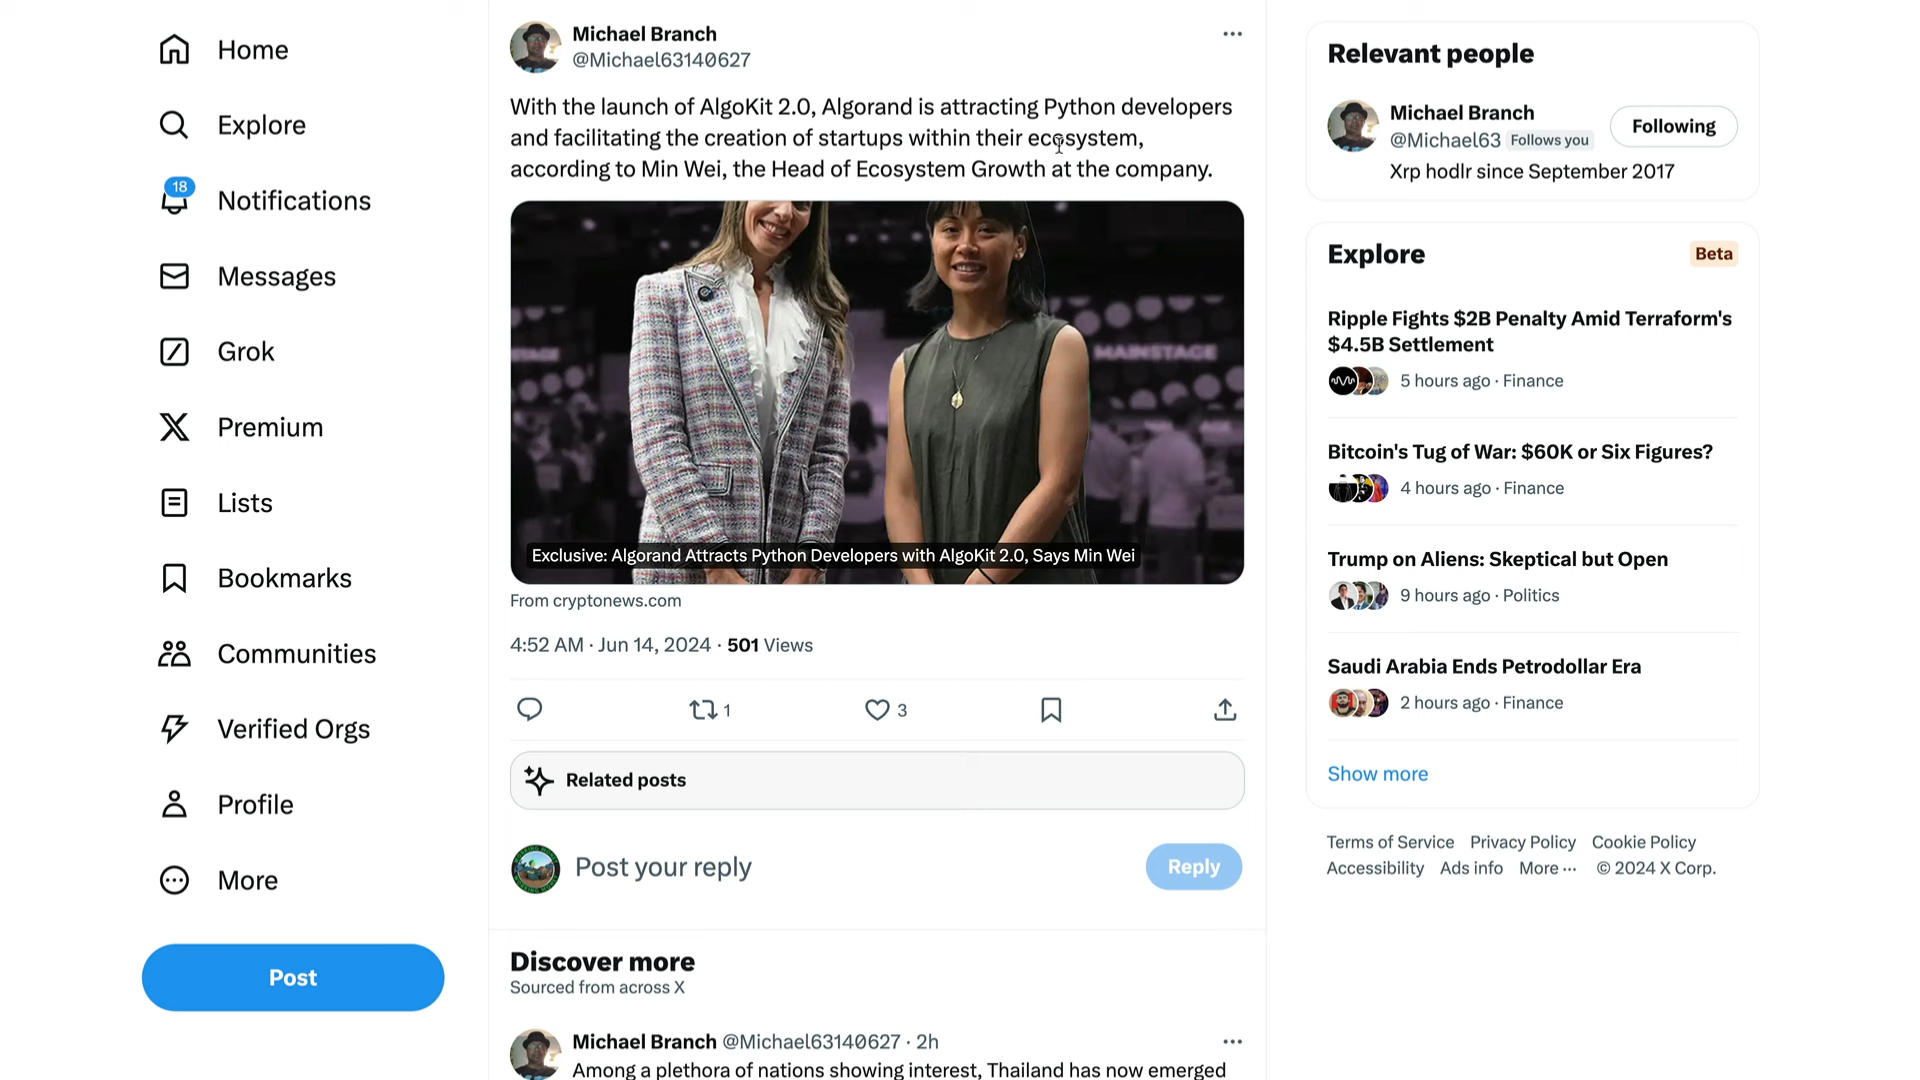 Home
Explore
18
Notifications
Messages
Grok
Premium
Lists
Bookmarks
Communities
Verified Orgs
Profile
More
Post
Michael Branch
@Michael63140627
With the launch of AlgoKit 2.0, Algorand is attracting Python developers
and facilitating the creation of startups within their ecosystem,
according to Min Wei, the Head of Ecosystem Growth at the company.
MAINSTAGE
Exclusive: Algorand Attracts Python Developers with AlgoKit 2.0, Says Min Wei
From cryptonews.com
4:52 AM · Jun 14, 2024 · 501 Views
1
3
Related posts
Post your reply
Reply
Discover more
Sourced from across X
Michael Branch @Michael63140627 · 2h
Among a plethora of nations showing interest, Thailand has now emerged
Relevant people
Michael Branch
@Michael63 Follows you
Following
Xrp hodlr since September 2017
Explore
Beta
Ripple Fights $2B Penalty Amid Terraform's
$4.5B Settlement
5 hours ago · Finance
Bitcoin's Tug of War: $60K or Six Figures?
4 hours ago · Finance
Trump on Aliens: Skeptical but Open
9 hours ago · Politics
Saudi Arabia Ends Petrodollar Era
2 hours ago · Finance
Show more
Terms of Service Privacy Policy Cookie Policy
Accessibility Ads info More ··· © 2024 X Corp.